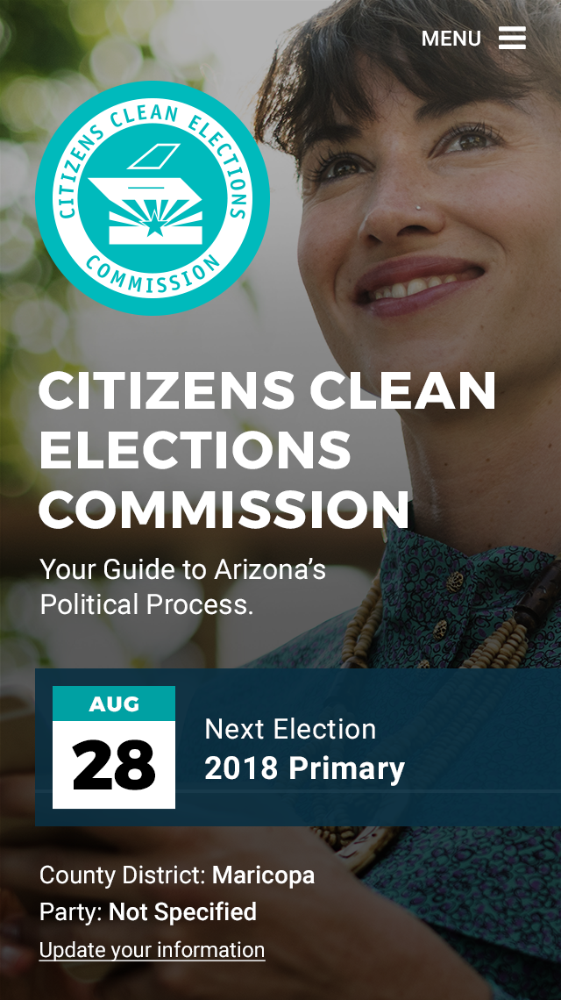 MENU
CITIZENS CLEAN ELECTIONS
COMMISSION
CITIZENS CLEAN
ELECTIONS
COMMISSION
Your Guide to Arizona’s
Political Process.
AUG
28
Next Election
2018 Primary
County District: Maricopa
Party: Not Specified
Update your information